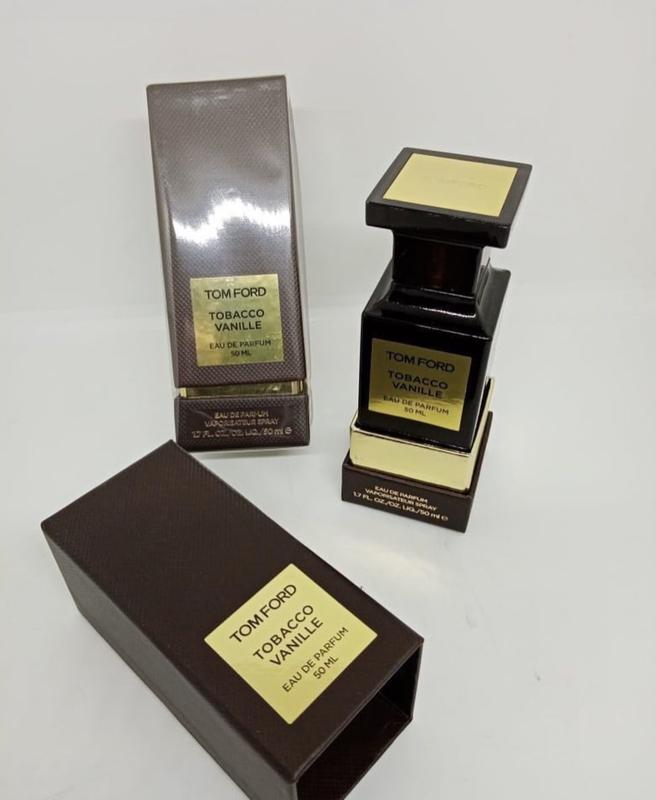 TOM FORD
TOBACCO
VANILLE
EAU DE PARFUM
50 ML
EAU DE PARFUM
VAPORISATEUR SPRAY
1.7 FL. OZ./OZ. LIQ./50 ml ℮
TOM FORD
TOM FORD
TOBACCO
VANILLE
EAU DE PARFUM
50 ML
EAU DE PARFUM
VAPORISATEUR SPRAY
1.7 FL. OZ./OZ. LIQ./50 ml ℮
TOM FORD
TOBACCO
VANILLE
EAU DE PARFUM
50 ML